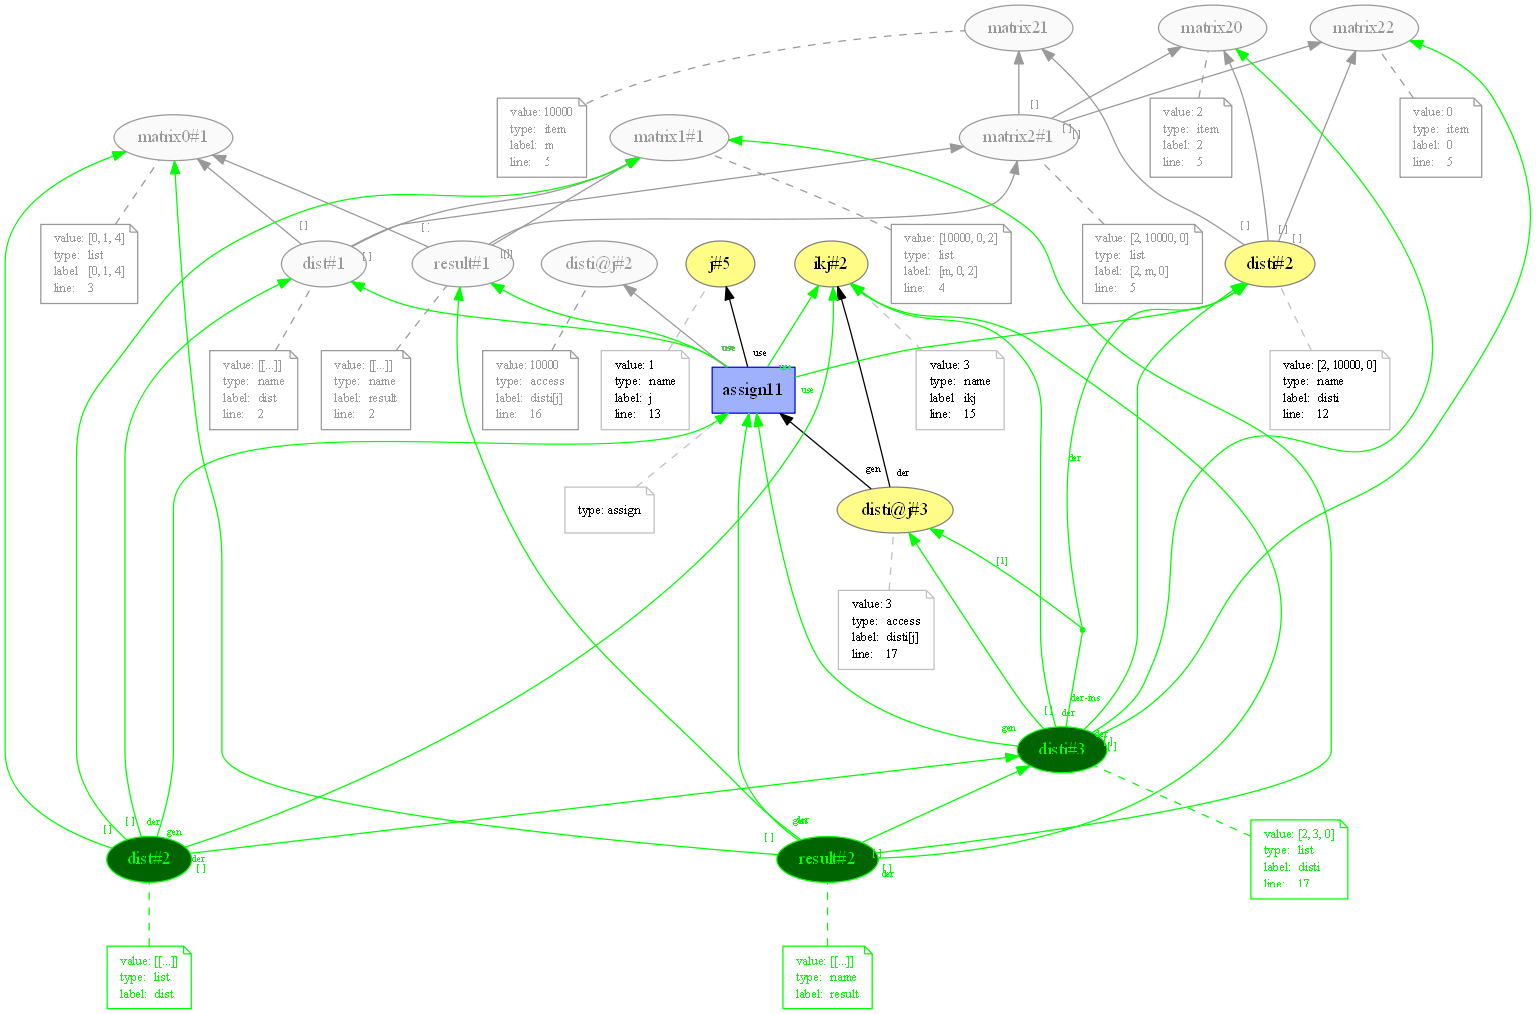 matrix21
matrix20
matrix22
value: 10000
type: item
label: m
line: 5
value: 2
type: item
label: 2
line: 5
value: 0
type: item
label: 0
line: 5
[ ]
[ ]
[ ]
matrix0#1
matrix1#1
matrix2#1
value: [0, 1, 4]
type: list
label [0, 1, 4]
line: 3
value: [10000, 0, 2]
type: list
label: [m, 0, 2]
line: 4
value: [2, 10000, 0]
type: list
label: [2, m, 0]
line: 5
[ ]
[ ]
[ ]
[ ]
[ ]
[ ]
dist#1
result#1
disti@j#2
j#5
ikj#2
disti#2
value: [[...]]
type: name
label: dist
line: 2
value: [[...]]
type: name
label: result
line: 2
value: 10000
type: access
label: disti[j]
line: 16
value: 1
type: name
label: j
line: 13
value: 3
type: name
label ikj
line: 15
value: [2, 10000, 0]
type: name
label: disti
line: 12
use
use
use
use
assign11
type: assign
gen
der
der
disti@j#3
value: 3
type: access
label: disti[j]
line: 17
[1]
der-ins
[ ]
der
gen
der
[ ]
disti#3
value: [2, 3, 0]
type: list
label: disti
line: 17
[ ]
[ ]
der
gen
der
[ ]
dist#2
[ ]
gen
der
[ ]
[ ]
der
result#2
value: [[...]]
type: list
label: dist
value: [[...]]
type: name
label: result